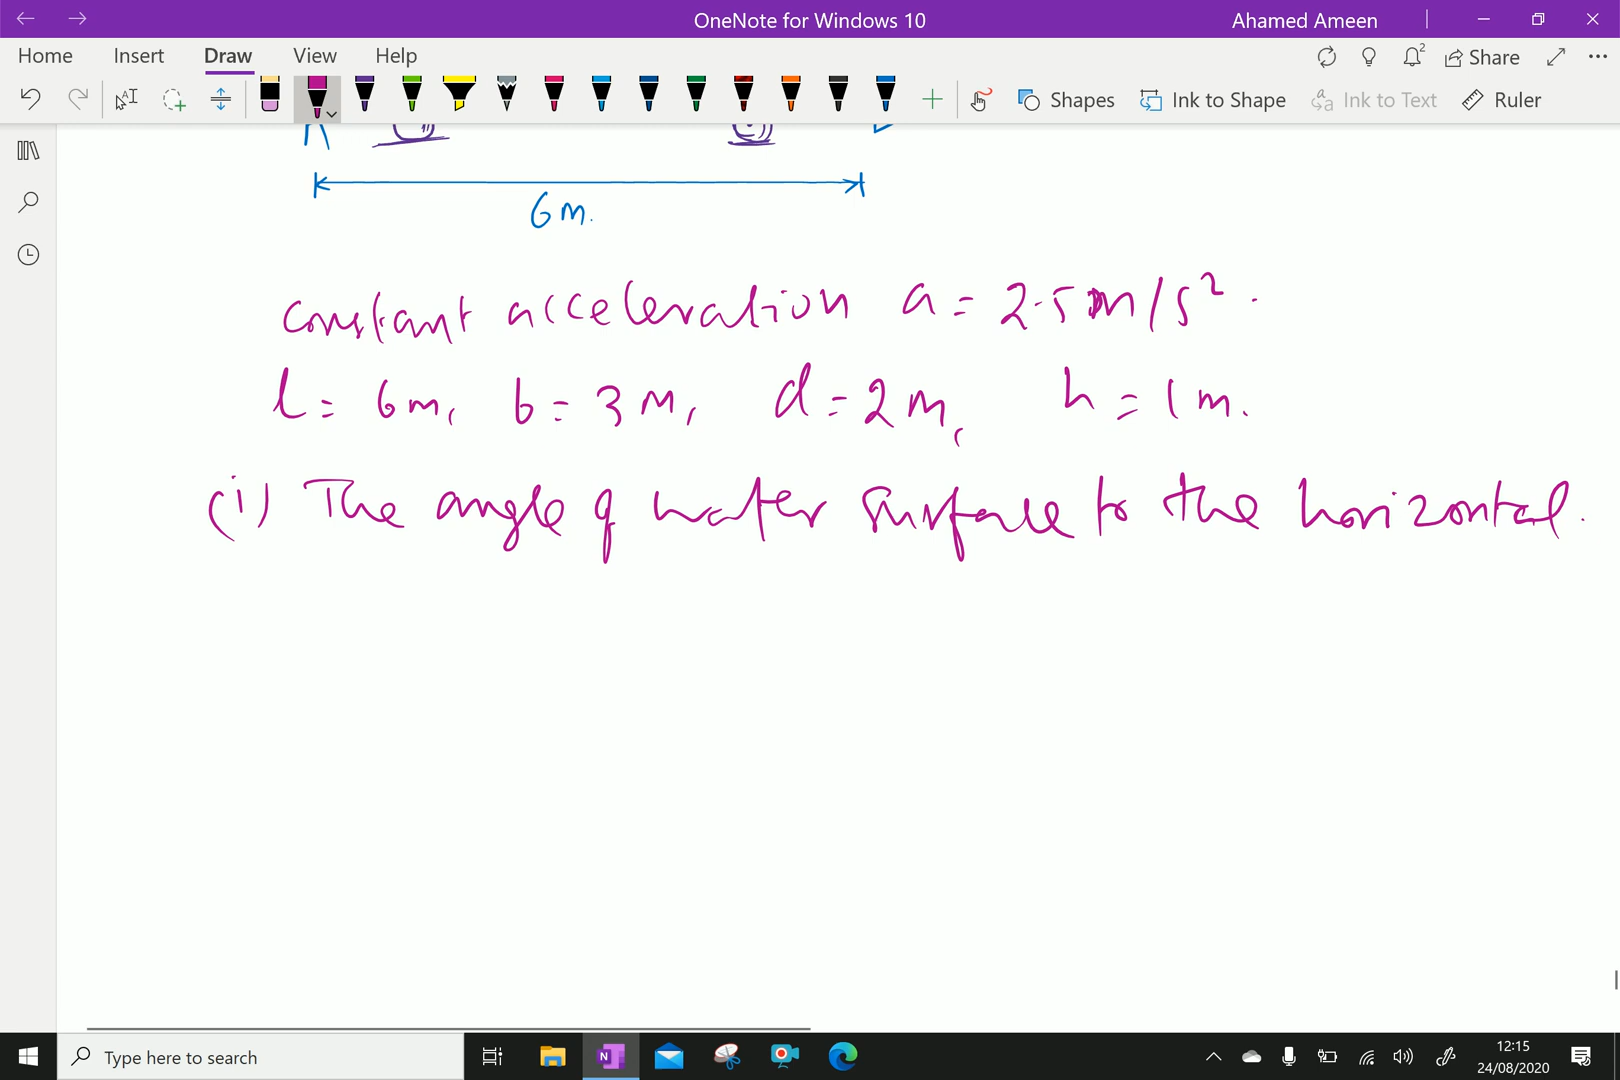 OneNote for Windows 10
Ahamed Ameen
Home Insert Draw View Help
2 Share
Shapes Ink to Shape Ink to Text Ruler
6m.
constant acceleration a = 2.5m/s².
l = 6m, b = 3m, d = 2m, h = 1m.
(i) The angle of water surface to the horizontal.
Type here to search
12:15
24/08/2020